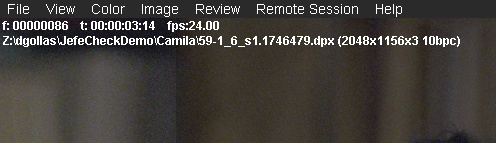 File View Color Image Review Remote Session Help
f: 00000086 t: 00:00:03:14 fps:24.00
Z:\dgollas\JefeCheckDemo\Camila\59-1_6_s1.1746479.dpx (2048x1156x3 10bpc)